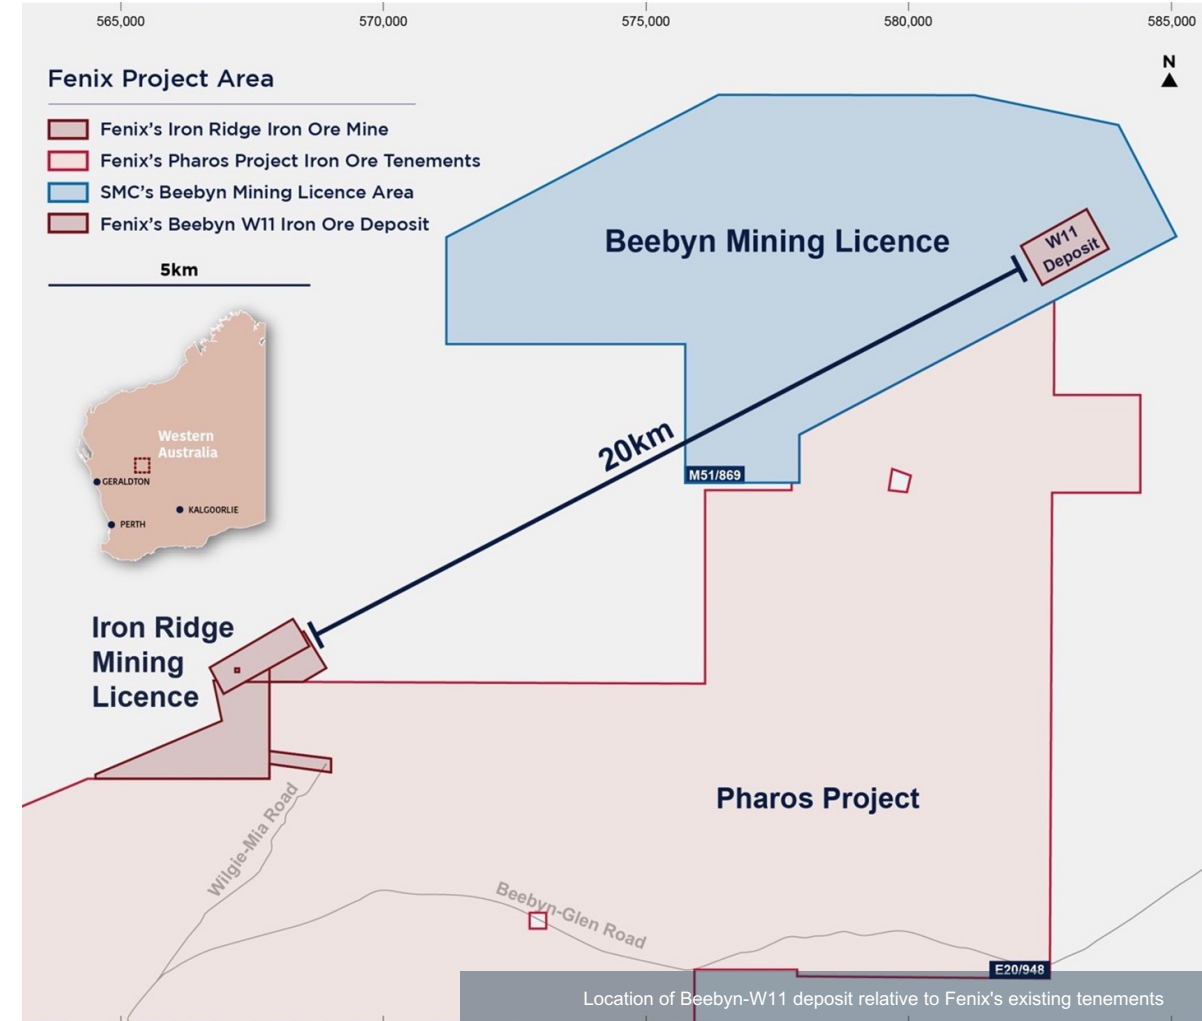 565,000
570,000
575,000
580,000
585,000
N
Fenix Project Area
Fenix's Iron Ridge Iron Ore Mine
Fenix's Pharos Project Iron Ore Tenements
SMC's Beebyn Mining Licence Area
Fenix's Beebyn W11 Iron Ore Deposit
5km
Beebyn Mining Licence
W11
Deposit
Western
Australia
GERALDTON
KALGOORLIE
PERTH
20km
M51/869
Iron Ridge
Mining
Licence
Pharos Project
Wilgie-Mia Road
Beebyn-Glen Road
E20/948
Location of Beebyn-W11 deposit relative to Fenix's existing tenements